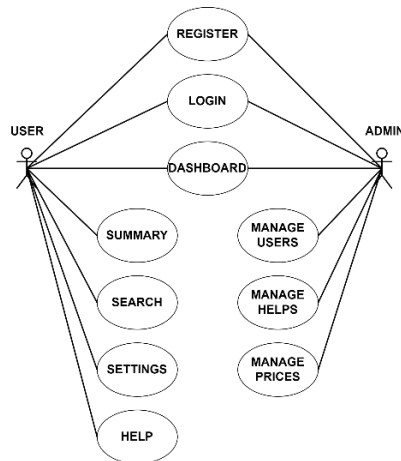 REGISTER
LOGIN
USER
ADMIN
DASHBOARD
SUMMARY
MANAGE
USERS
SEARCH
MANAGE
HELPS
SETTINGS
MANAGE
PRICES
HELP